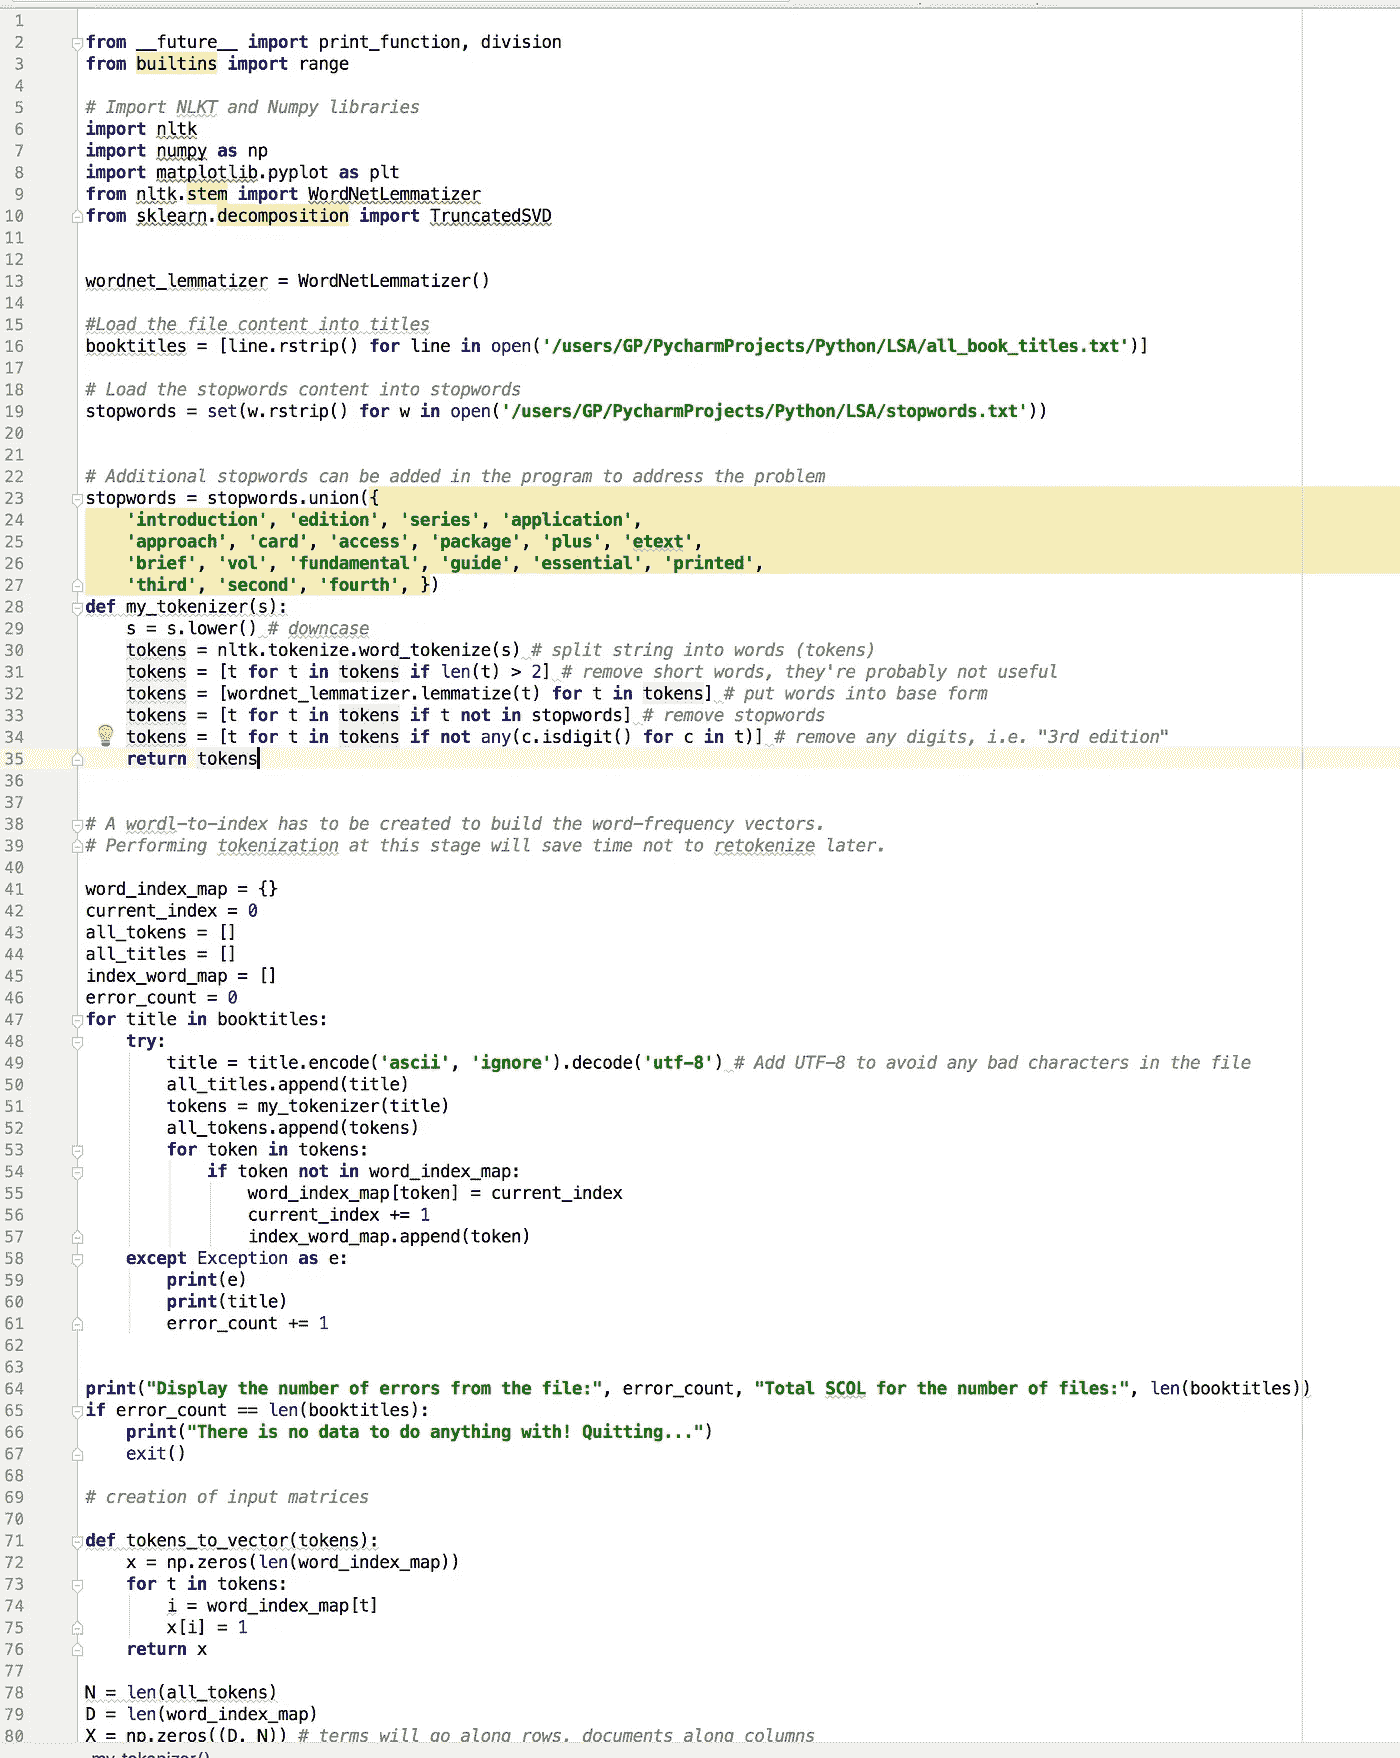 1
2 from __future__ import print_function, division
3 from builtins import range
4
5 # Import NLKT and Numpy libraries
6 import nltk
7 import numpy as np
8 import matplotlib.pyplot as plt
9 from nltk.stem import WordNetLemmatizer
10 from sklearn.decomposition import TruncatedSVD
11
12
13 wordnet_lemmatizer = WordNetLemmatizer()
14
15 #Load the file content into titles
16 booktitles = [line.rstrip() for line in open('/users/GP/PycharmProjects/Python/LSA/all_book_titles.txt')]
17
18 # Load the stopwords content into stopwords
19 stopwords = set(w.rstrip() for w in open('/users/GP/PycharmProjects/Python/LSA/stopwords.txt'))
20
21
22 # Additional stopwords can be added in the program to address the problem
23 stopwords = stopwords.union({
24     'introduction', 'edition', 'series', 'application',
25     'approach', 'card', 'access', 'package', 'plus', 'etext',
26     'brief', 'vol', 'fundamental', 'guide', 'essential', 'printed',
27     'third', 'second', 'fourth', })
28 def my_tokenizer(s):
29     s = s.lower() # downcase
30     tokens = nltk.tokenize.word_tokenize(s) # split string into words (tokens)
31     tokens = [t for t in tokens if len(t) > 2] # remove short words, they're probably not useful
32     tokens = [wordnet_lemmatizer.lemmatize(t) for t in tokens] # put words into base form
33     tokens = [t for t in tokens if t not in stopwords] # remove stopwords
34     tokens = [t for t in tokens if not any(c.isdigit() for c in t)] # remove any digits, i.e. "3rd edition"
35     return tokens
36
37
38 # A wordl-to-index has to be created to build the word-frequency vectors.
39 # Performing tokenization at this stage will save time not to retokenize later.
40
41 word_index_map = {}
42 current_index = 0
43 all_tokens = []
44 all_titles = []
45 index_word_map = []
46 error_count = 0
47 for title in booktitles:
48     try:
49         title = title.encode('ascii', 'ignore').decode('utf-8') # Add UTF-8 to avoid any bad characters in the file
50         all_titles.append(title)
51         tokens = my_tokenizer(title)
52         all_tokens.append(tokens)
53         for token in tokens:
54             if token not in word_index_map:
55                 word_index_map[token] = current_index
56                 current_index += 1
57                 index_word_map.append(token)
58     except Exception as e:
59         print(e)
60         print(title)
61         error_count += 1
62
63
64 print("Display the number of errors from the file:", error_count, "Total SCOL for the number of files:", len(booktitles))
65 if error_count == len(booktitles):
66     print("There is no data to do anything with! Quitting...")
67     exit()
68
69 # creation of input matrices
70
71 def tokens_to_vector(tokens):
72     x = np.zeros(len(word_index_map))
73     for t in tokens:
74         i = word_index_map[t]
75         x[i] = 1
76     return x
77
78 N = len(all_tokens)
79 D = len(word_index_map)
80 X = np.zeros((D, N)) # terms will go along rows, documents along columns
my_tokenizer()